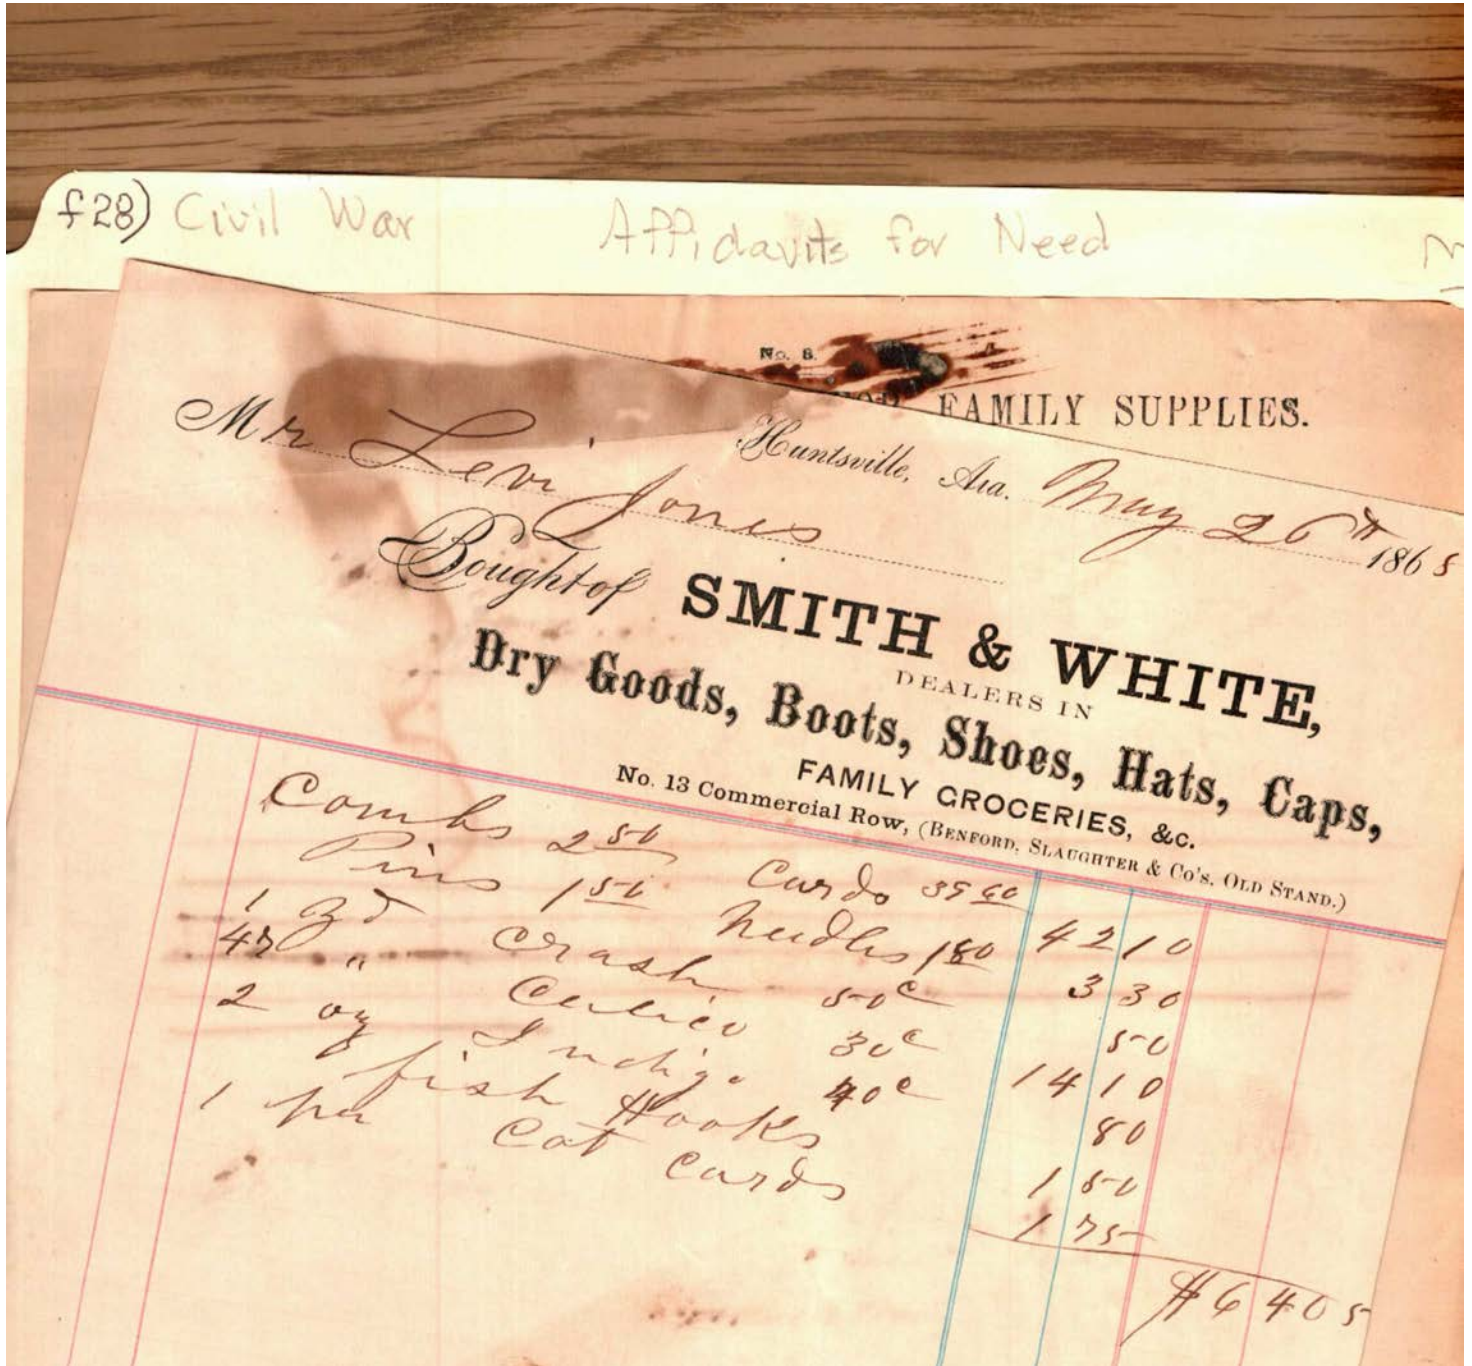 f28) Civil War Affidavits for Need
No. 8.
FOR FAMILY SUPPLIES.
Huntsville, Ala. May 26th 1865
Mr Levi Jones
Bought of SMITH & WHITE,
DEALERS IN
Dry Goods, Boots, Shoes, Hats, Caps,
FAMILY GROCERIES, &c.
No. 13 Commercial Row, (BENFORD, SLAUGHTER & Co's. OLD STAND.)
Combs 2 50 Cards 39 60 42 10
Pins 1 50 Needles 1 80 3 30
1 yd Crash 50c 50
47 " Calico 30c 14 10
2 oz Indigo 40c 80
fish Hooks 1 50
1 pr Cot Cards 1 75
$64 05